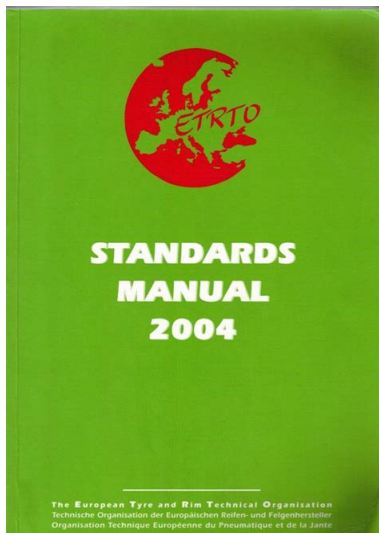 ETRTO
STANDARDS
MANUAL
2004
The European Tyre and Rim Technical Organisation
Technische Organisation der Europäischen Reifen- und Felgenhersteller
Organisation Technique Européenne du Pneumatique et de la Jante